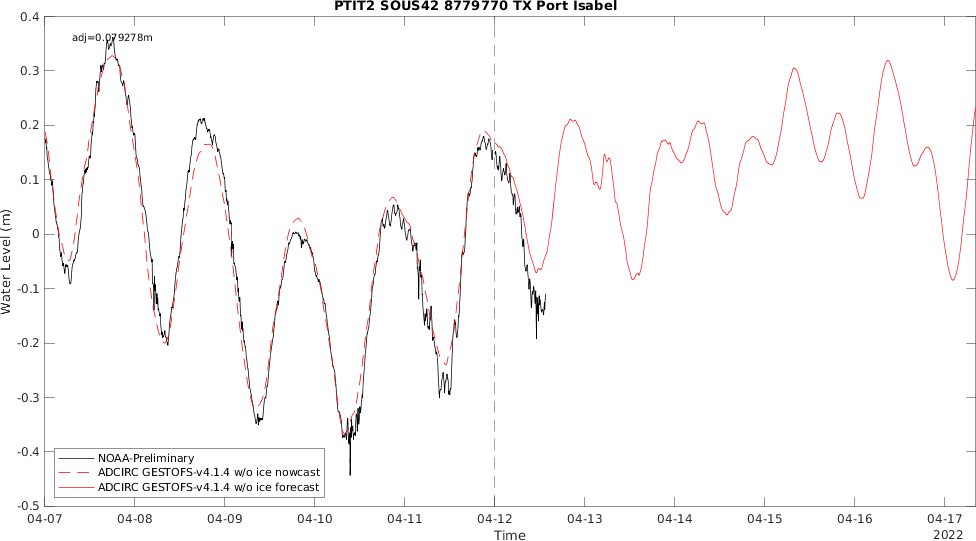 PTIT2 SOUS42 8779770 TX Port Isabel
adj=0.079278m
0.4
0.3
0.2
0.1
0
-0.1
-0.2
-0.3
-0.4
-0.5
Water Level (m)
NOAA-Preliminary
ADCIRC GESTOFS-v4.1.4 w/o ice nowcast
ADCIRC GESTOFS-v4.1.4 w/o ice forecast
04-07 04-08 04-09 04-10 04-11 04-12 04-13 04-14 04-15 04-16 04-17
Time
2022